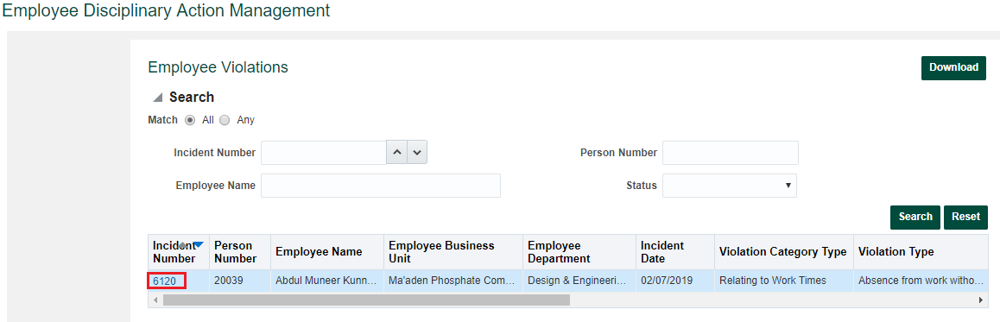 Employee Disciplinary Action Management
Employee Violations
Download
Search
Match All Any
Incident Number
Person Number
Employee Name
Status
Search Reset
Incident Number
Person Number
Employee Name
Employee Business Unit
Employee Department
Incident Date
Violation Category Type
Violation Type
6120 20039 Abdul Muneer Kunn... Ma'aden Phosphate Com... Design & Engineeri... 02/07/2019 Relating to Work Times Absence from work witho...